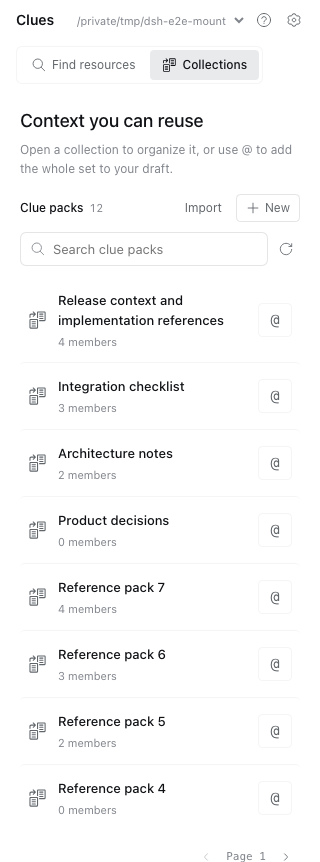 Clues /private/tmp/dsh-e2e-mount
Find resources Collections
Context you can reuse
Open a collection to organize it, or use @ to add
the whole set to your draft.
Clue packs 12 Import New
Search clue packs
Release context and
implementation references
4 members
@
Integration checklist
3 members
@
Architecture notes
2 members
@
Product decisions
0 members
@
Reference pack 7
4 members
@
Reference pack 6
3 members
@
Reference pack 5
2 members
@
Reference pack 4
0 members
@
Page 1